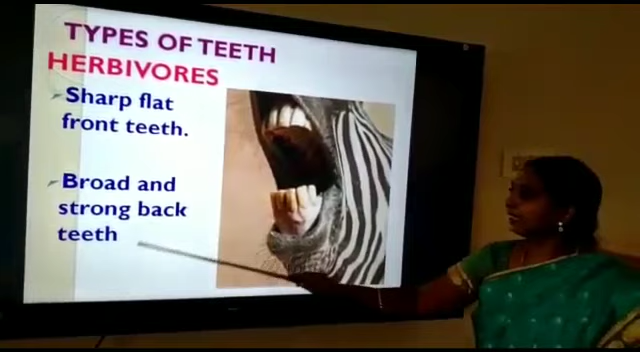 TYPES OF TEETH
HERBIVORES
Sharp flat
front teeth.
Broad and
strong back
teeth